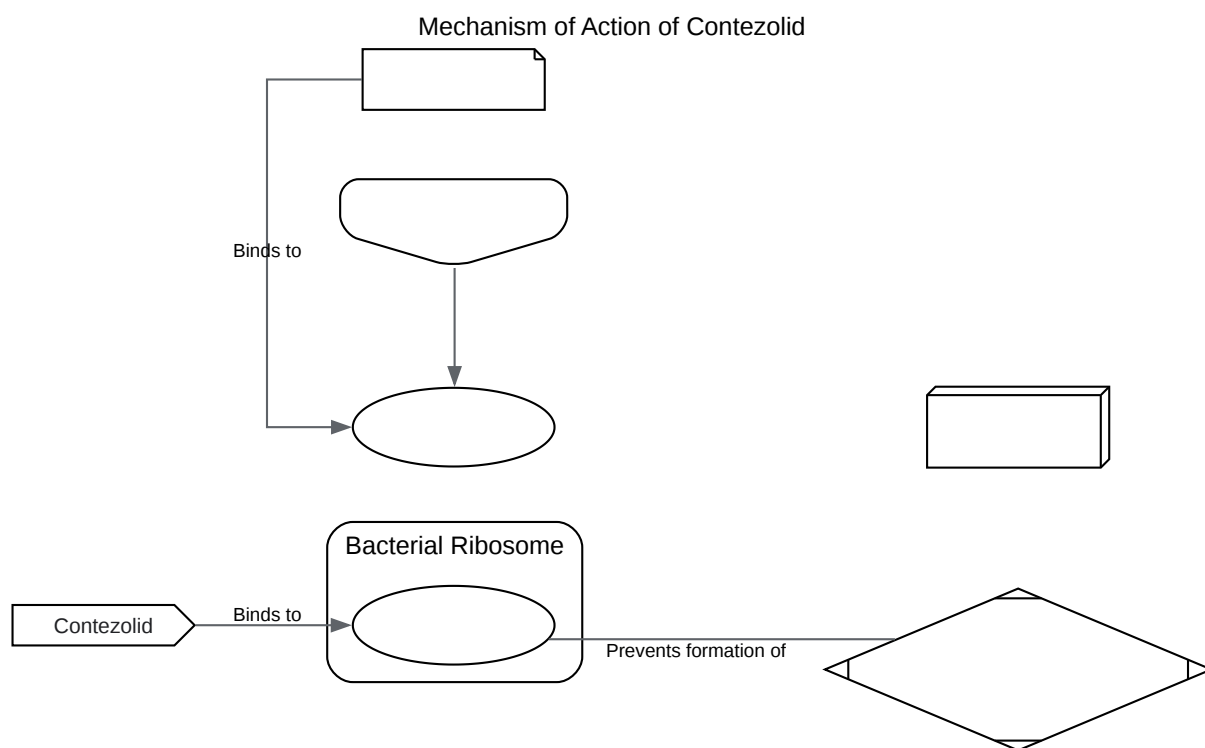 Mechanism of Action of Contezolid
Binds to
Bacterial Ribosome
Contezolid
Binds to
Prevents formation of